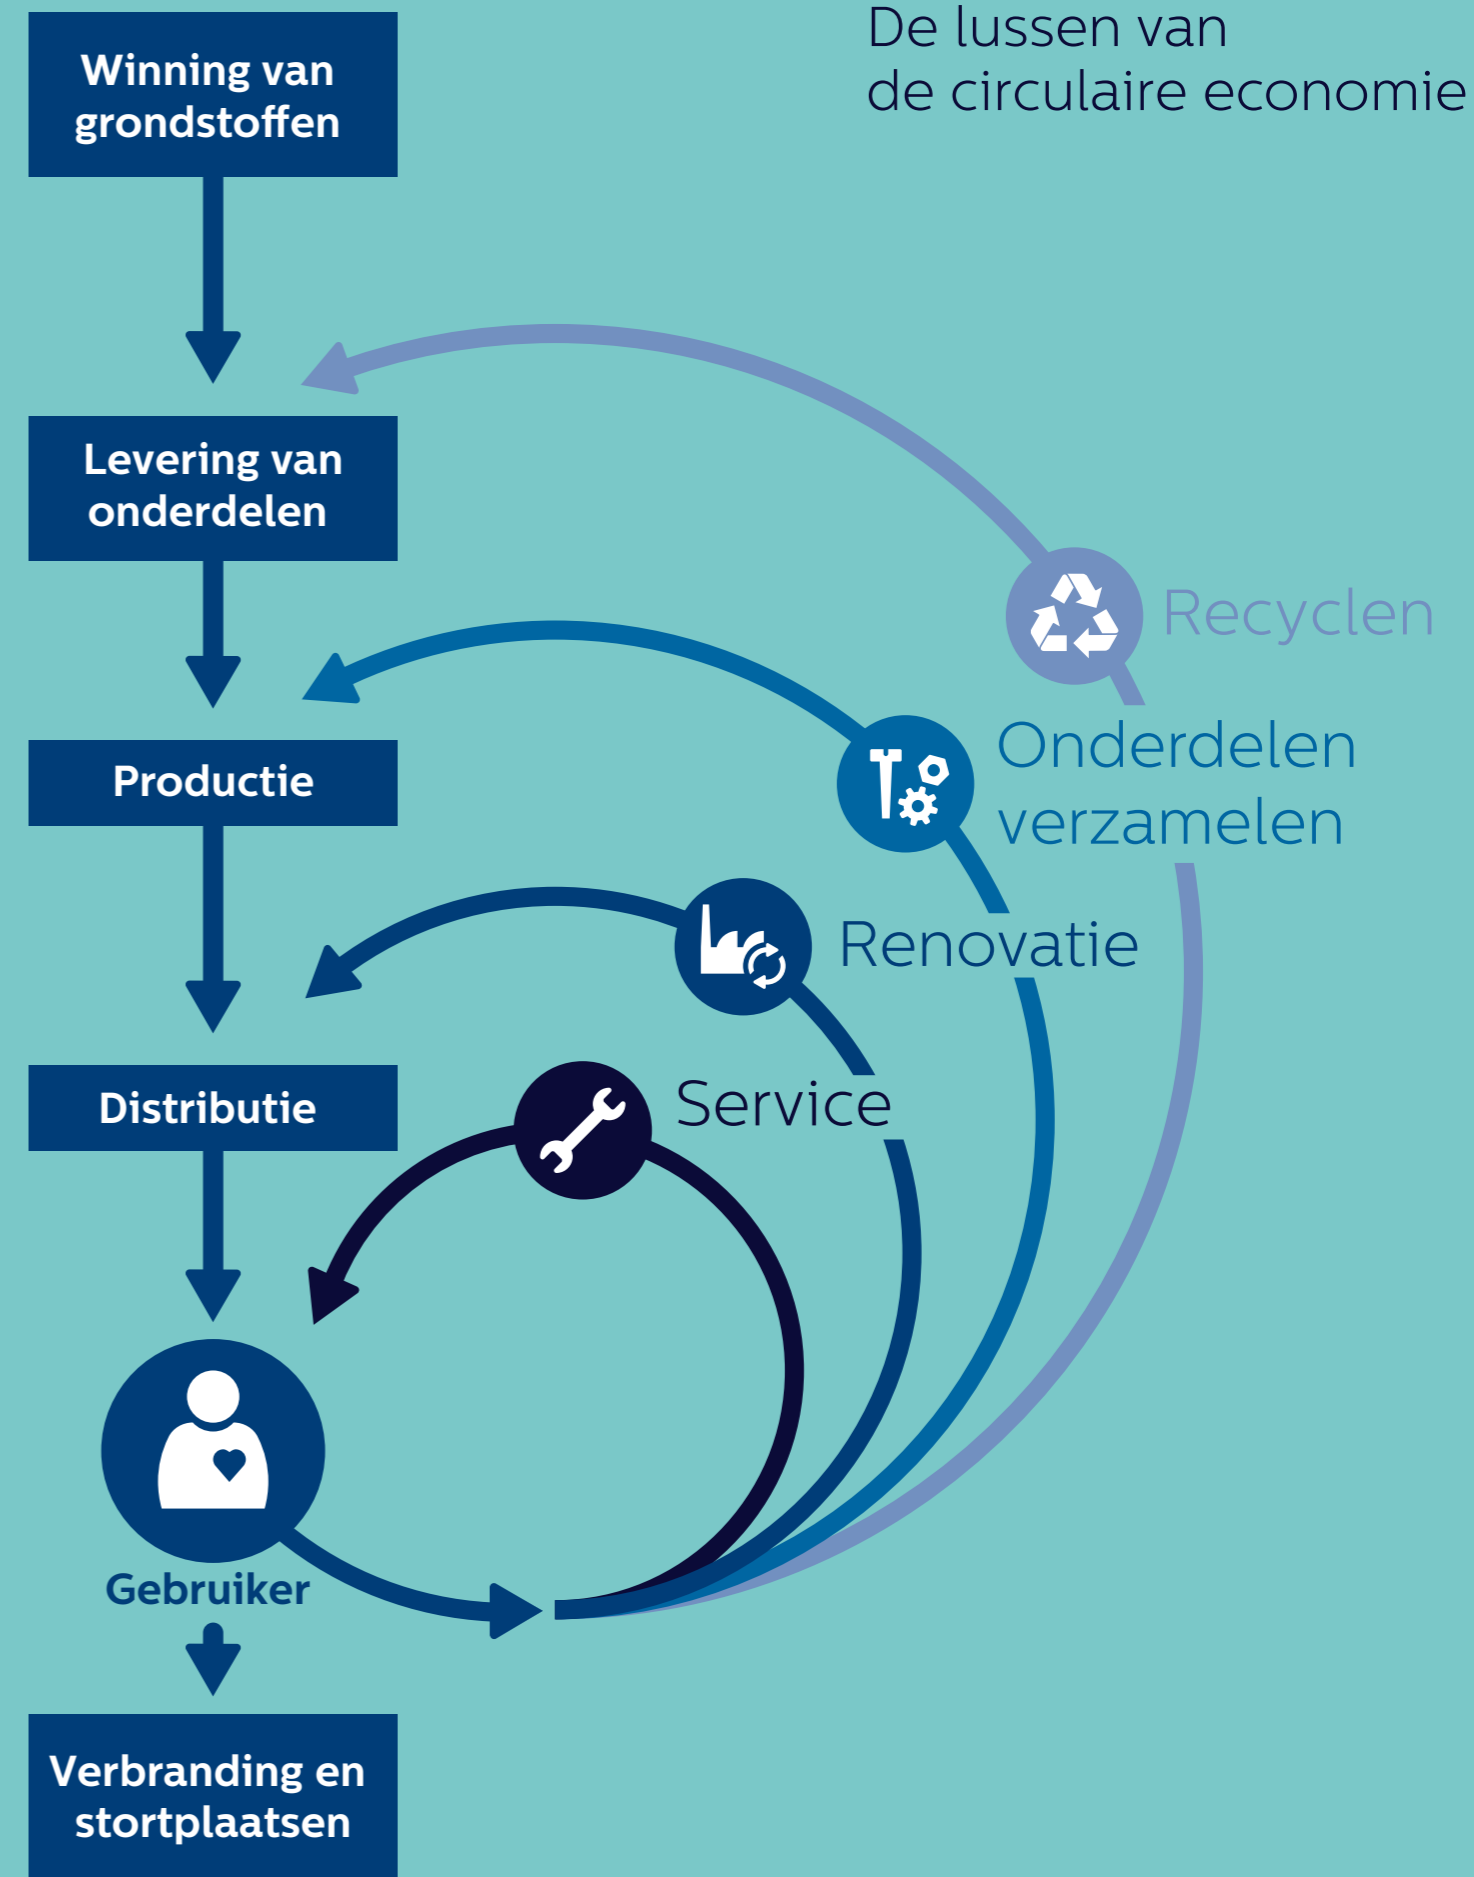 De lussen van
de circulaire economie
Winning van
grondstoffen
Levering van
onderdelen
Recyclen
Onderdelen
verzamelen
Productie
Renovatie
Service
Distributie
Gebruiker
Verbranding en
stortplaatsen